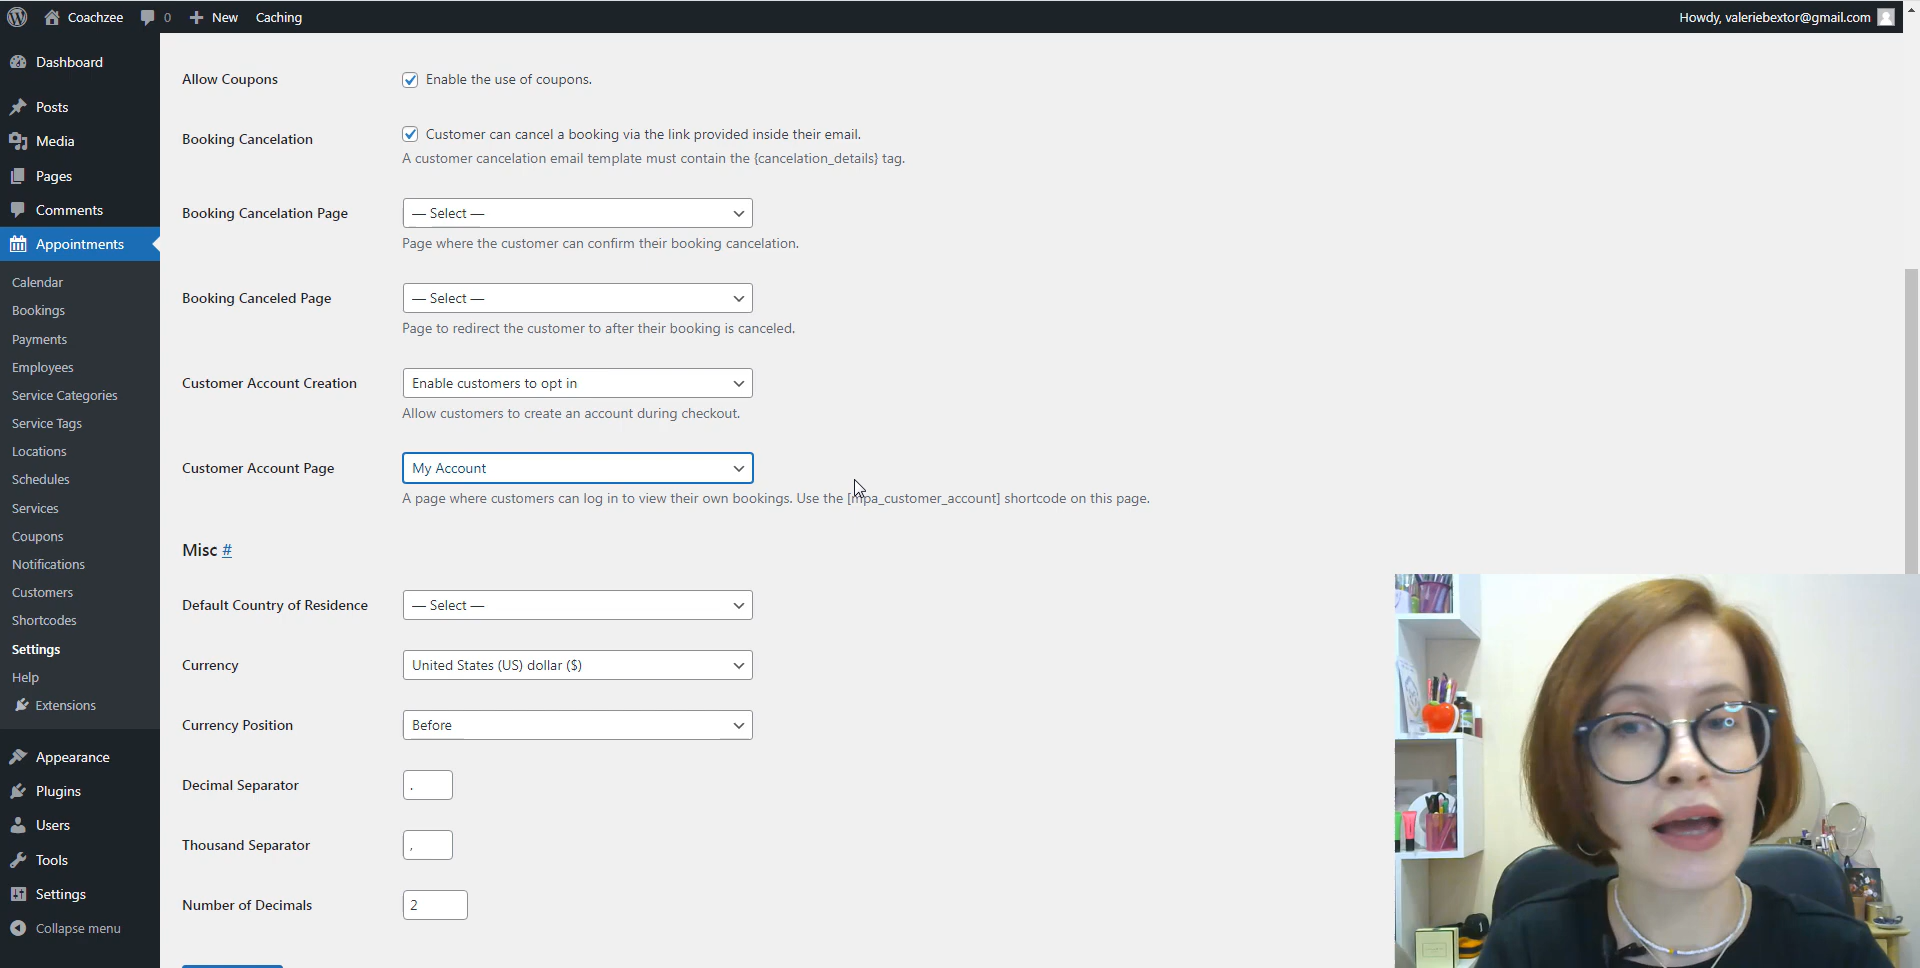 Coachzee 0 New Caching Howdy, valeriebextor@gmail.com
Dashboard
Posts
Media
Pages
Comments
Appointments
Calendar
Bookings
Payments
Employees
Service Categories
Service Tags
Locations
Schedules
Services
Coupons
Notifications
Customers
Shortcodes
Settings
Help
Extensions
Appearance
Plugins
Users
Tools
Settings
Collapse menu
Allow Coupons Enable the use of coupons.
Booking Cancelation Customer can cancel a booking via the link provided inside their email.
A customer cancelation email template must contain the {cancelation_details} tag.
Booking Cancelation Page — Select —
Page where the customer can confirm their booking cancelation.
Booking Canceled Page — Select —
Page to redirect the customer to after their booking is canceled.
Customer Account Creation Enable customers to opt in
Allow customers to create an account during checkout.
Customer Account Page My Account
A page where customers can log in to view their own bookings. Use the [mpa_customer_account] shortcode on this page.
Misc #
Default Country of Residence — Select —
Currency United States (US) dollar ($)
Currency Position Before
Decimal Separator .
Thousand Separator ,
Number of Decimals 2